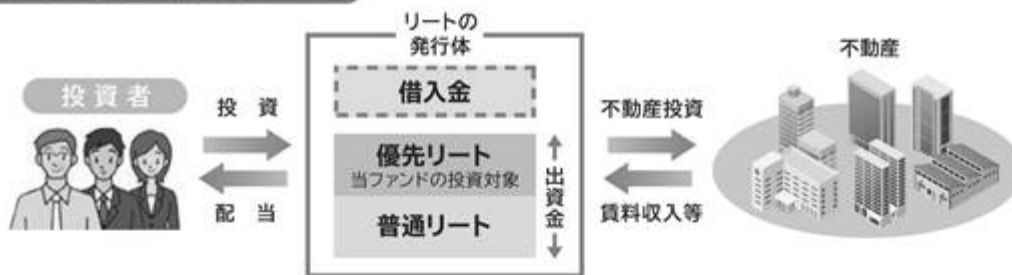 リートの
発行体
不動産
投資者
投資
借入金
不動産投資
優先リート
当ファンドの投資対象
出資金
配当
普通リート
賃料収入等